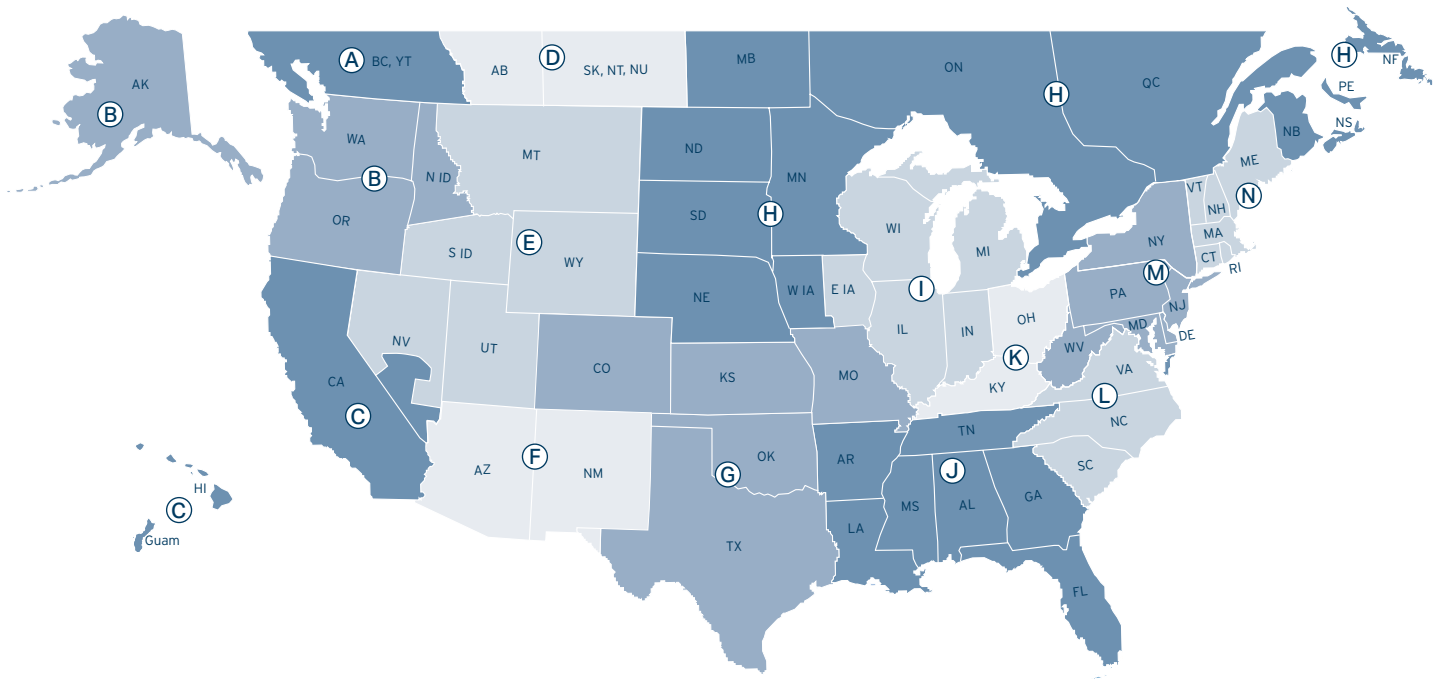 A
BC, YT
AB
D
SK, NT, NU
MB
ON
H
QC
H
NF
PE
NS
NB
AK
B
WA
B
N ID
OR
MT
S ID
E
WY
ND
SD
H
MN
NE
W IA
E IA
WI
MI
I
IL
IN
OH
K
KY
ME
VT
NH
N
MA
CT
RI
NY
M
PA
NJ
MD
DE
WV
VA
L
NC
SC
NV
UT
CA
C
CO
KS
MO
AZ
F
NM
OK
G
TX
AR
LA
TN
J
MS
AL
GA
FL
HI
C
Guam